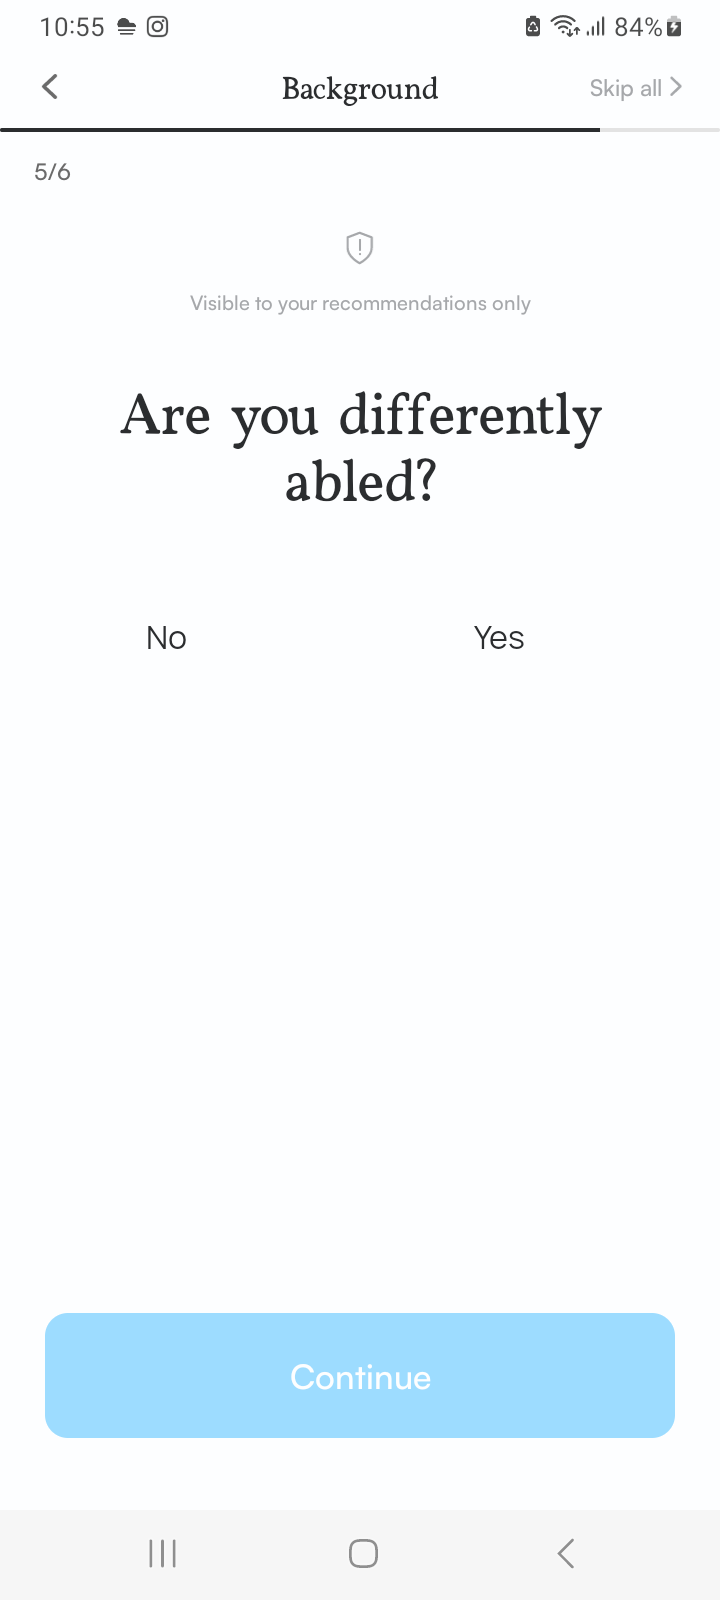 10:55
84%
Background
Skip all
5/6
Visible to your recommendations only
Are you differently
abled?
No
Yes
Continue